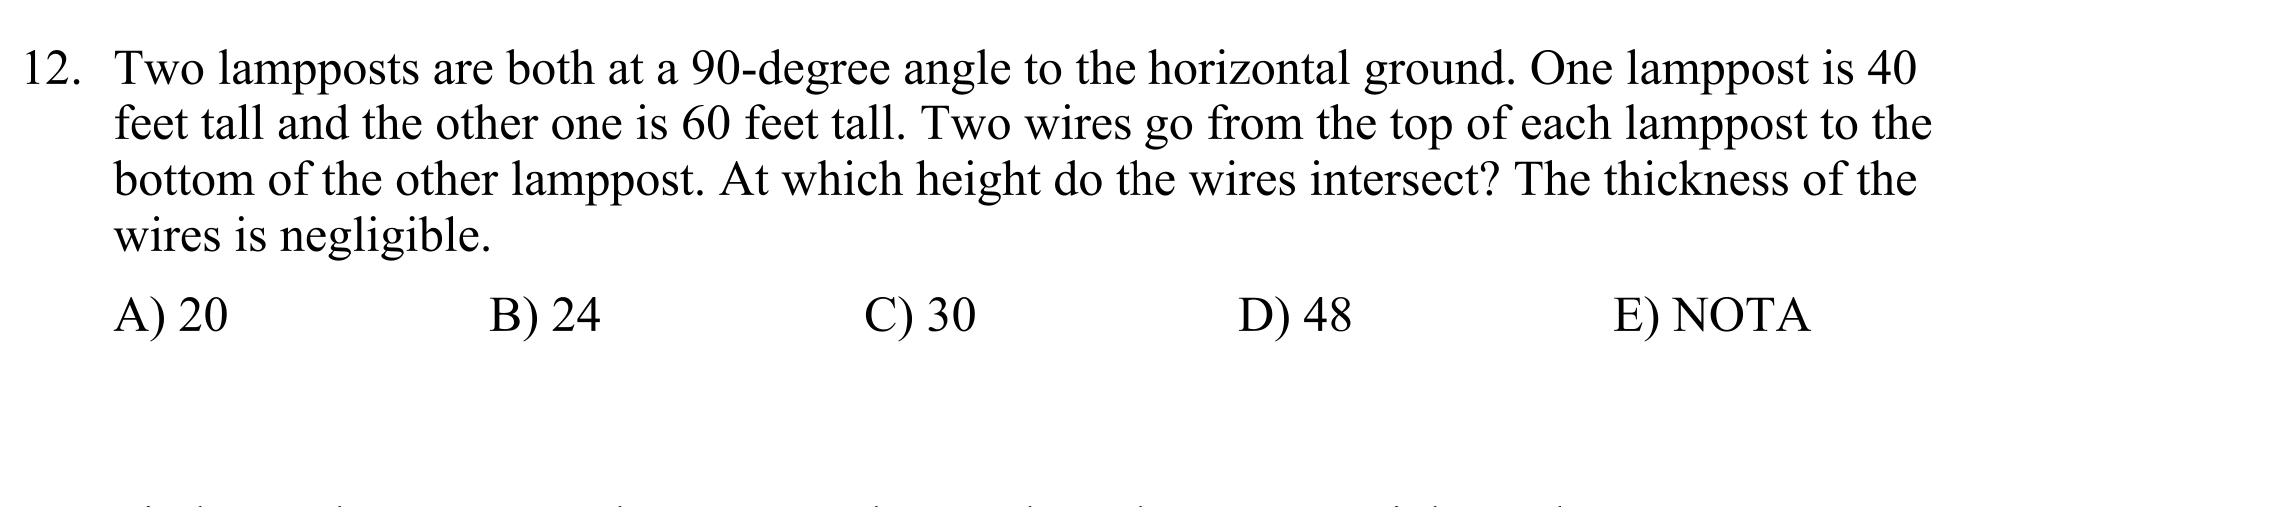 12. Two lampposts are both at a 90-degree angle to the horizontal ground. One lamppost is 40
feet tall and the other one is 60 feet tall. Two wires go from the top of each lamppost to the
bottom of the other lamppost. At which height do the wires intersect? The thickness of the
wires is negligible.
A) 20 B) 24 C) 30 D) 48 E) NOTA